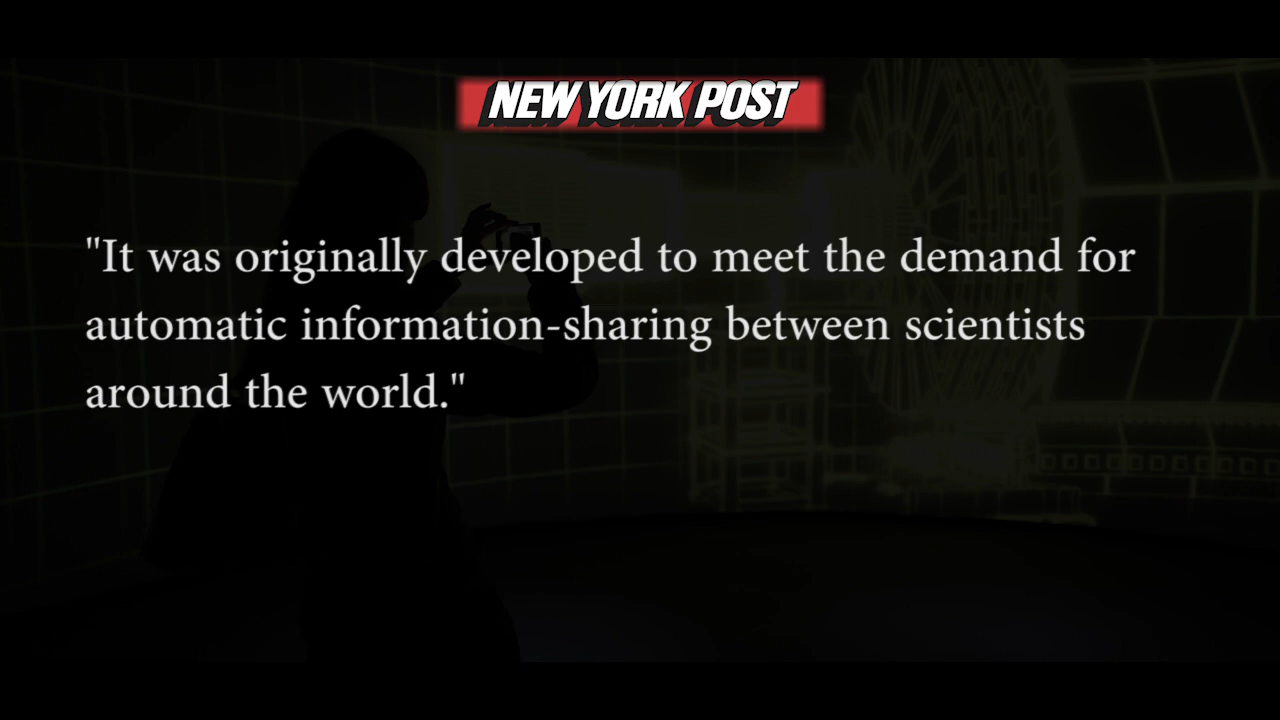 NEW YORK POST
"It was originally developed to meet the demand for
automatic information-sharing between scientists
around the world."